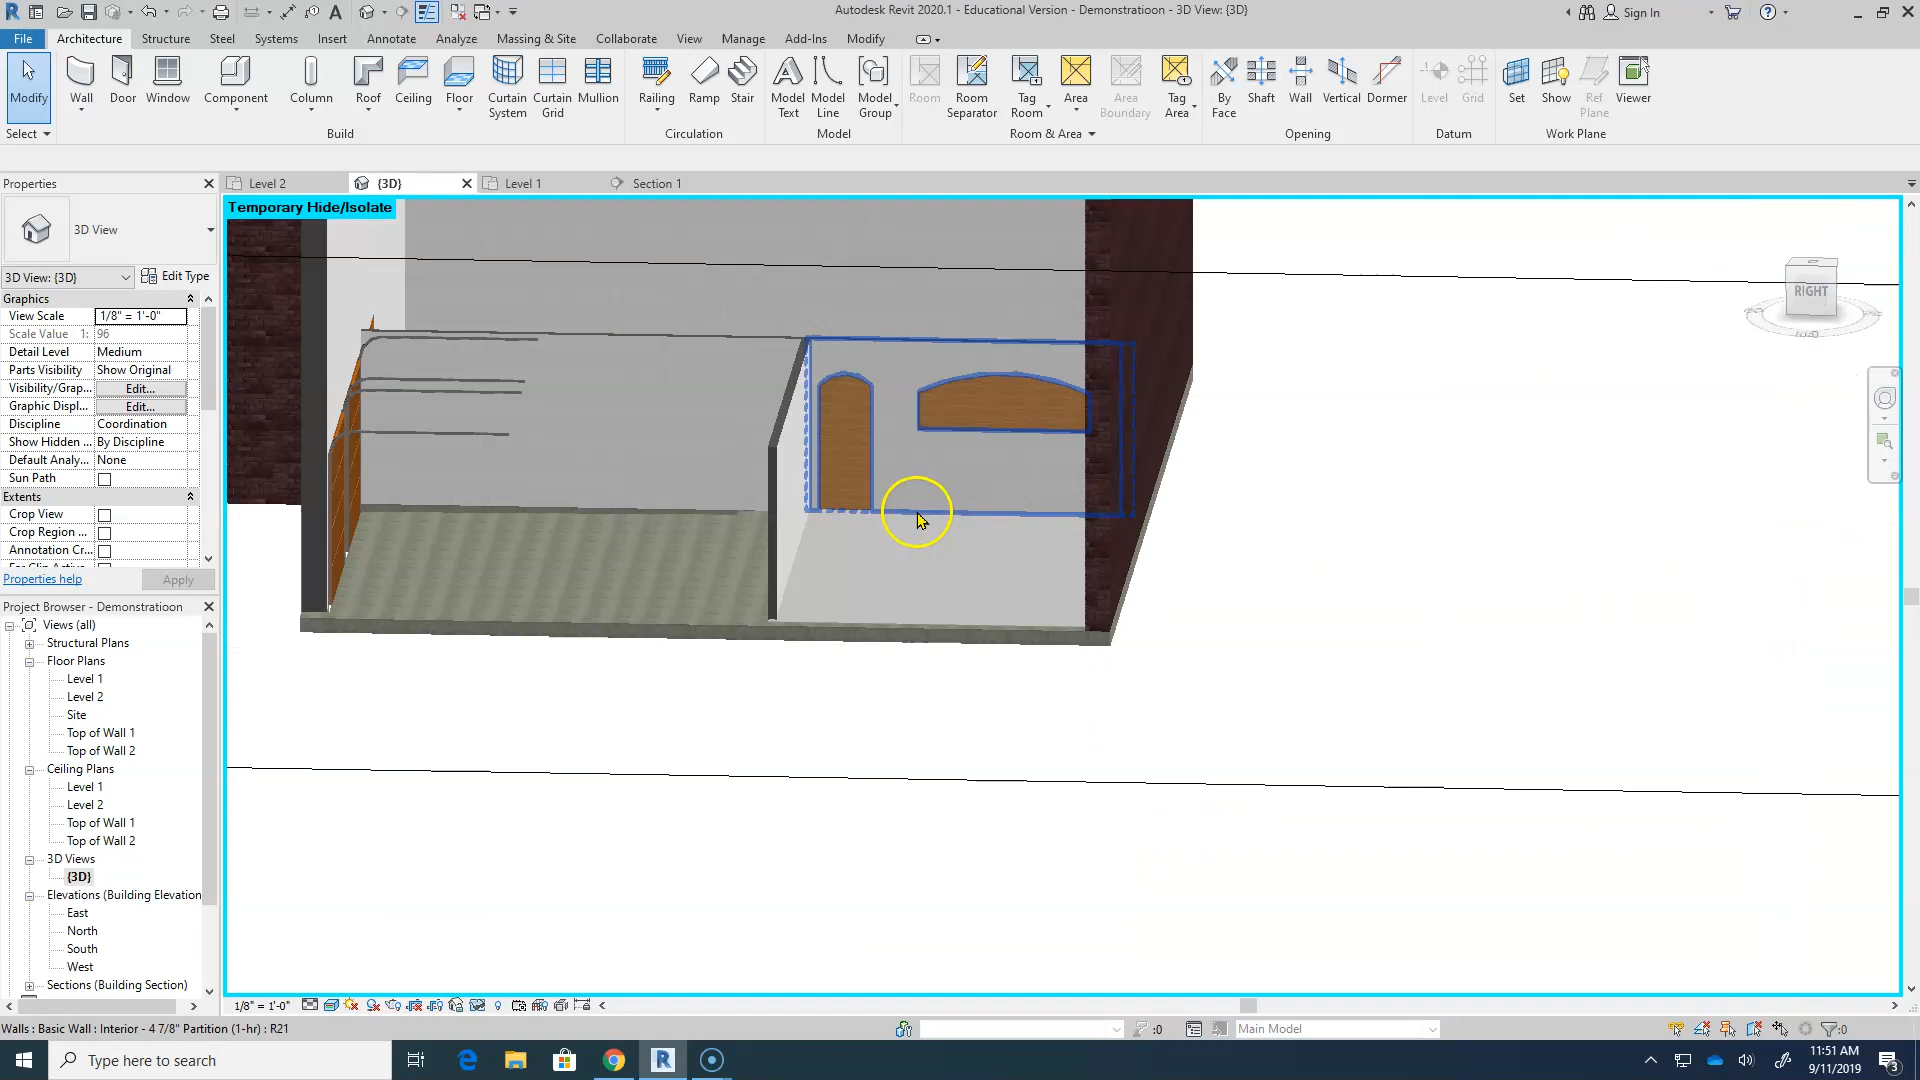 Autodesk Revit 2020.1 - Educational Version - Demonstratioon - 3D View: {3D}
Sign In
File
Architecture
Structure
Steel
Systems
Insert
Annotate
Analyze
Massing & Site
Collaborate
View
Manage
Add-Ins
Modify
Modify
Wall
Door
Window
Component
Column
Roof
Ceiling
Floor
Curtain System
Curtain Grid
Mullion
Railing
Ramp
Stair
Model Text
Model Line
Model Group
Room
Room Separator
Tag Room
Area
Area Boundary
Tag Area
By Face
Shaft
Wall
Vertical
Dormer
Level
Grid
Set
Show
Ref Plane
Viewer
Select
Build
Circulation
Model
Room & Area
Opening
Datum
Work Plane
Properties
Level 2
{3D}
Level 1
Section 1
Temporary Hide/Isolate
3D View
3D View: {3D}
Edit Type
Graphics
View Scale 1/8" = 1'-0"
Scale Value 1: 96
Detail Level Medium
Parts Visibility Show Original
Visibility/Grap... Edit...
Graphic Displ... Edit...
Discipline Coordination
Show Hidden ... By Discipline
Default Analy... None
Sun Path
Extents
Crop View
Crop Region ...
Annotation Cr...
Properties help
Apply
RIGHT
Project Browser - Demonstratioon
Views (all)
Structural Plans
Floor Plans
Level 1
Level 2
Site
Top of Wall 1
Top of Wall 2
Ceiling Plans
Level 1
Level 2
Top of Wall 1
Top of Wall 2
3D Views
{3D}
Elevations (Building Elevation
East
North
South
West
Sections (Building Section)
1/8" = 1'-0"
Walls : Basic Wall : Interior - 4 7/8" Partition (1-hr) : R21
:0
Main Model
:0
Type here to search
11:51 AM
9/11/2019
3